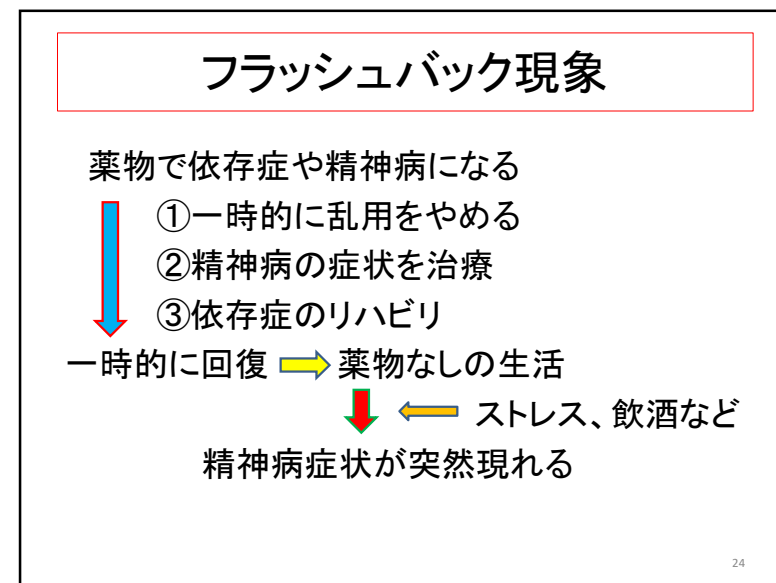 フラッシュバック現象
薬物で依存症や精神病になる
①一時的に乱用をやめる
②精神病の症状を治療
③依存症のリハビリ
一時的に回復 薬物なしの生活
ストレス、飲酒など
精神病症状が突然現れる
24